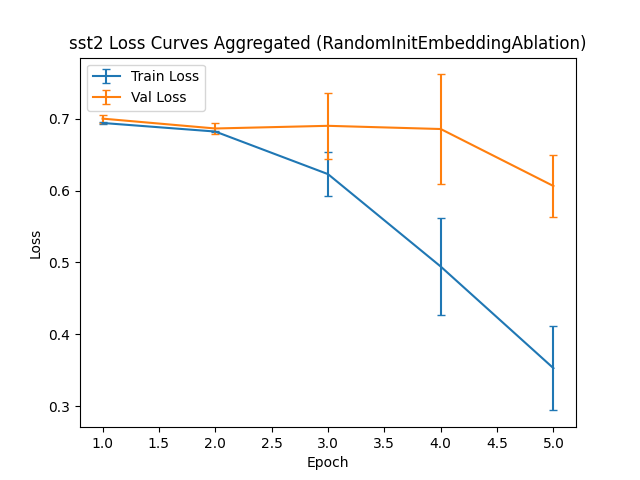 sst2 Loss Curves Aggregated (RandomInitEmbeddingAblation)
Train Loss
Val Loss
Loss
0.7
0.6
0.5
0.4
0.3
1.0 1.5 2.0 2.5 3.0 3.5 4.0 4.5 5.0
Epoch